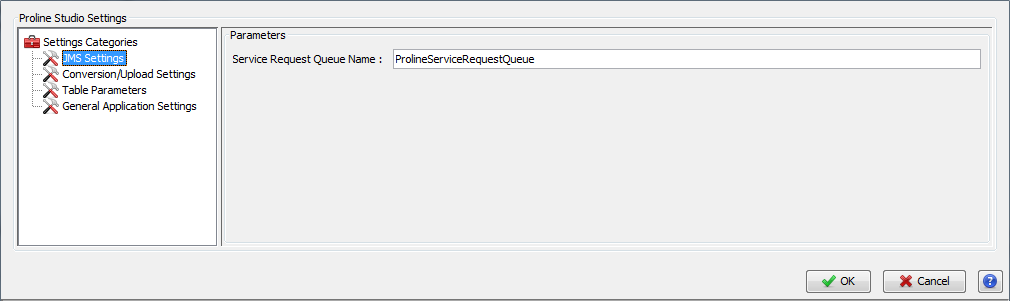 Proline Studio Settings
Settings Categories
JMS Settings
Conversion/Upload Settings
Table Parameters
General Application Settings
Parameters
Service Request Queue Name : ProlineServiceRequestQueue
OK
Cancel
?